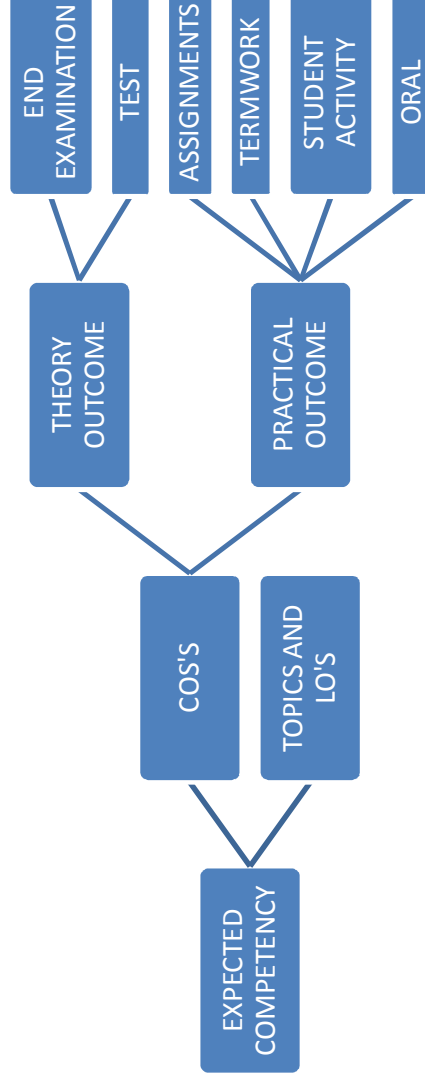 EXPECTED
COMPETENCY
COS'S
TOPICS AND
LO'S
THEORY
OUTCOME
PRACTICAL
OUTCOME
END
EXAMINATION
TEST
ASSIGNMENTS
TERMWORK
STUDENT
ACTIVITY
ORAL